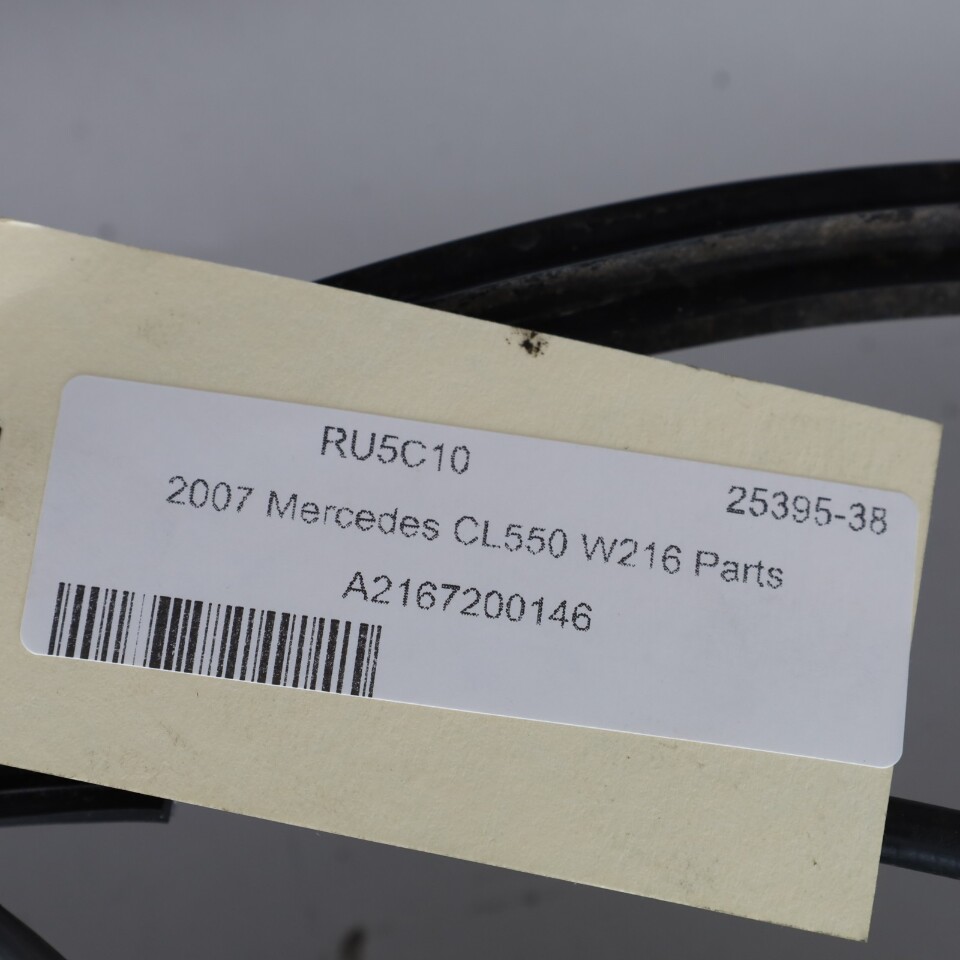 RU5C10
25395-38
2007 Mercedes CL550 W216 Parts
A2167200146